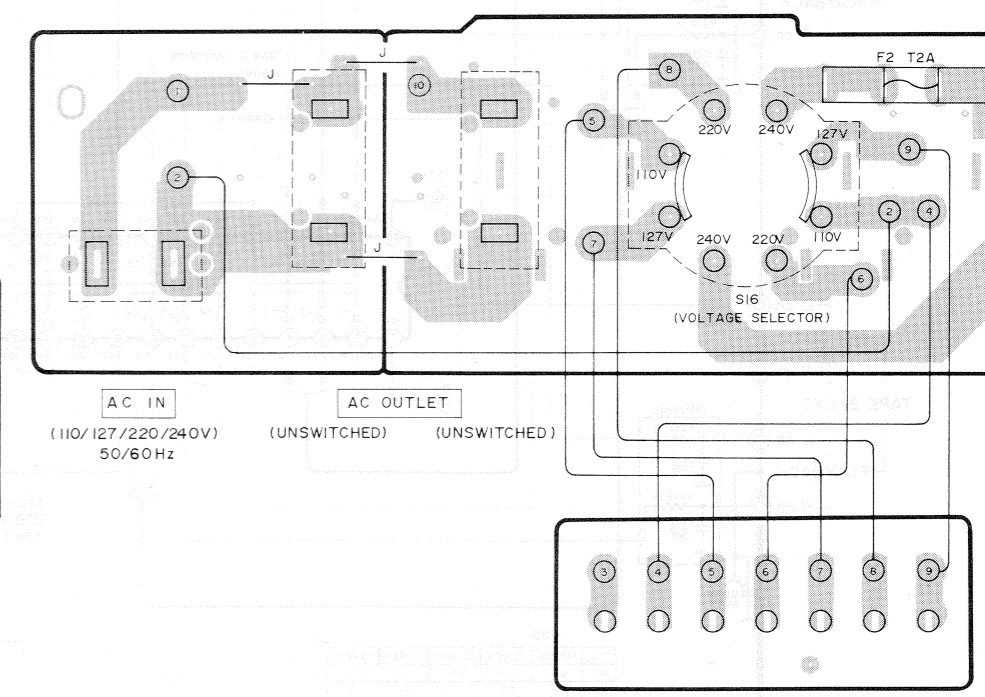 F2 T2A
J
J
1
10
8
5
220V
240V
127V
9
110V
2
2
4
127V
110V
7
240V
220V
J
6
S16
(VOLTAGE SELECTOR)
AC IN
AC OUTLET
(110/127/220/240V)
(UNSWITCHED)
(UNSWITCHED)
50/60Hz
3
4
5
6
7
8
9